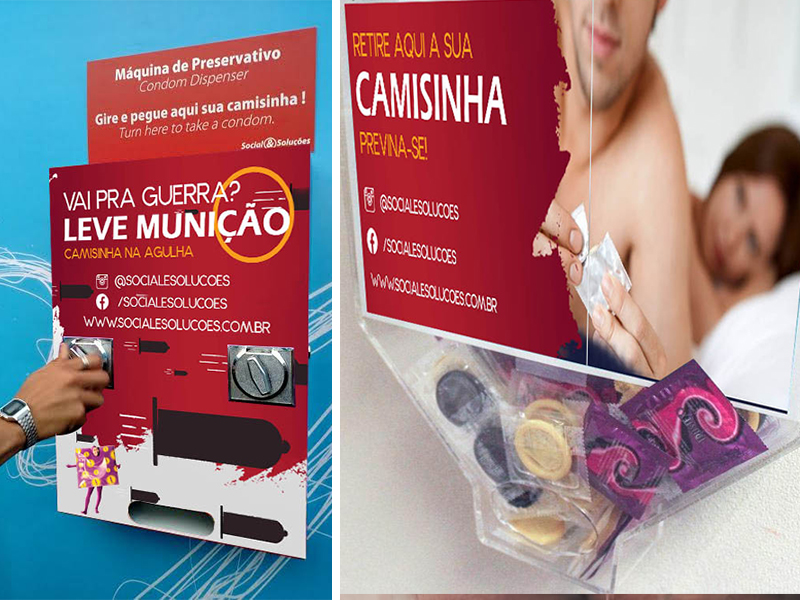 Máquina de Preservativo
Condom Dispenser
Gire e pegue aqui sua camisinha !
Turn here to take a condom.
Social(&)Soluções
VAI PRA GUERRA?
LEVE MUNIÇÃO
CAMISINHA NA AGULHA
@SOCIALESOLUCOES
/SOCIALESOLUCOES
WWW.SOCIALESOLUCOES.COM.BR
RETIRE AQUI A SUA
CAMISINHA
PREVINA-SE!
@SOCIALESOLUCOES
/SOCIALESOLUCOES
WWW.SOCIALESOLUCOES.COM.BR